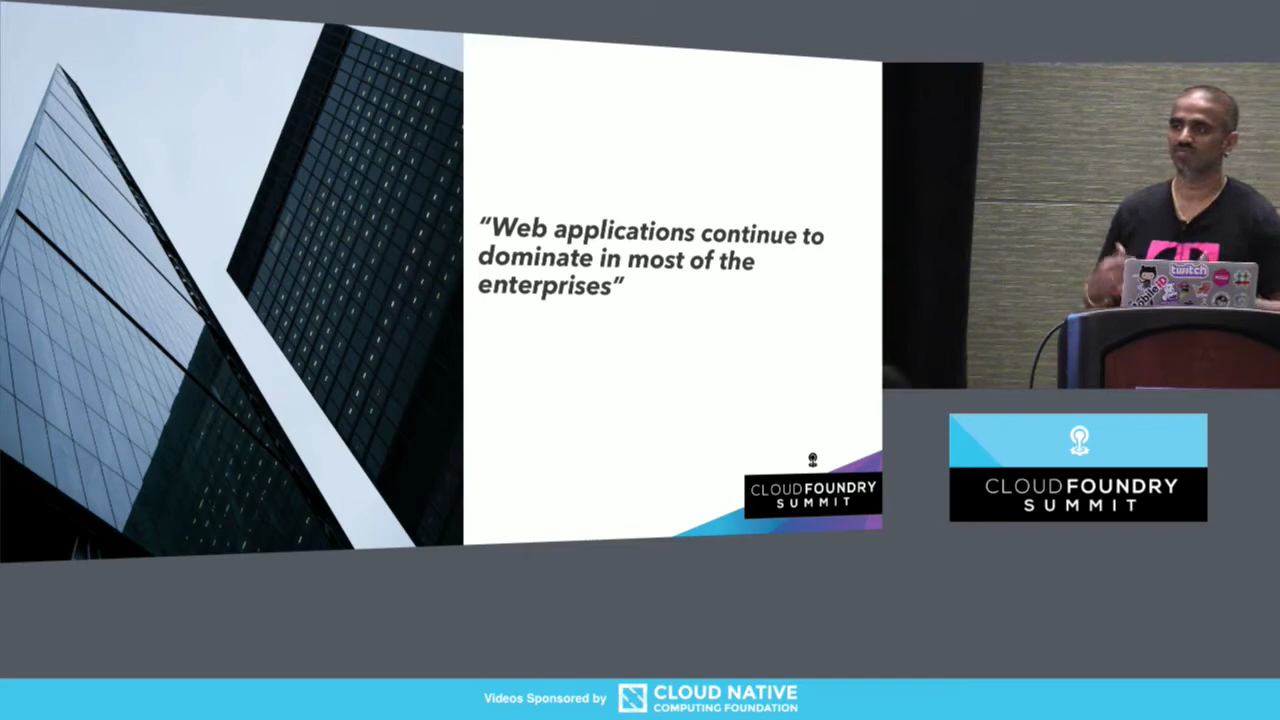 “Web applications continue to
dominate in most of the
enterprises”
CLOUDFOUNDRY
SUMMIT
twitch
CLOUDFOUNDRY
SUMMIT
Videos Sponsored by
CLOUD NATIVE
COMPUTING FOUNDATION